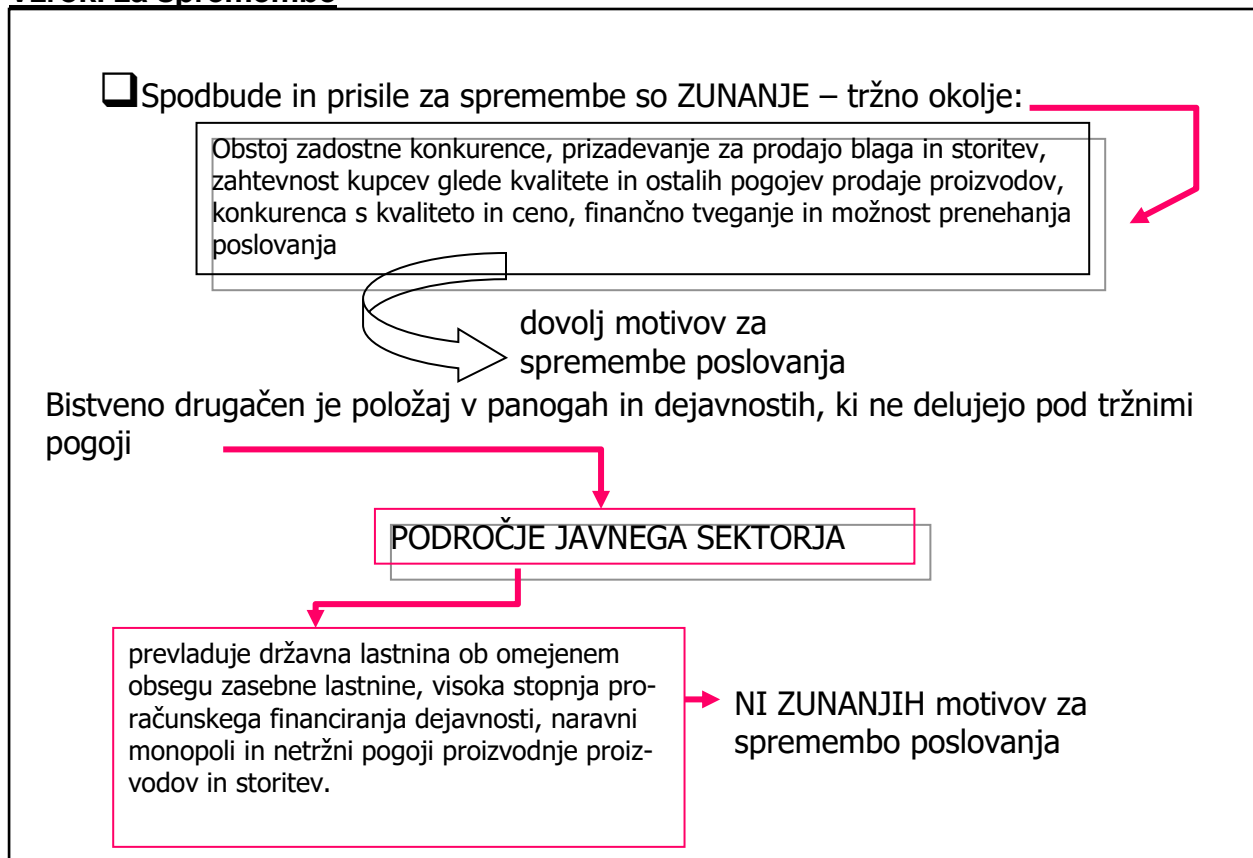 Vzroki za spremembe
Spodbude in prisile za spremembe so ZUNANJE – tržno okolje:
Obstoj zadostne konkurence, prizadevanje za prodajo blaga in storitev,
zahtevnost kupcev glede kvalitete in ostalih pogojev prodaje proizvodov,
konkurenca s kvaliteto in ceno, finančno tveganje in možnost prenehanja
poslovanja
dovolj motivov za
spremembe poslovanja
Bistveno drugačen je položaj v panogah in dejavnostih, ki ne delujejo pod tržnimi
pogoji
PODROČJE JAVNEGA SEKTORJA
prevladuje državna lastnina ob omejenem
obsegu zasebne lastnine, visoka stopnja pro-
računskega financiranja dejavnosti, naravni
monopoli in netržni pogoji proizvodnje proiz-
vodov in storitev.
NI ZUNANJIH motivov za
spremembo poslovanja